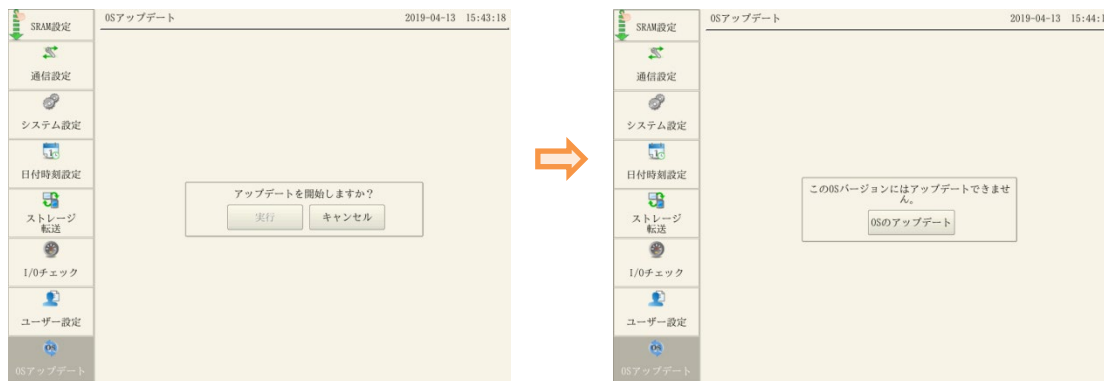 OSアップデート
2019-04-13 15:43:18
SRAM設定
通信設定
システム設定
日付時刻設定
ストレージ
転送
I/Oチェック
ユーザー設定
OSアップデート
アップデートを開始しますか？
実行
キャンセル
OSアップデート
2019-04-13 15:44:1
SRAM設定
通信設定
システム設定
日付時刻設定
ストレージ
転送
I/Oチェック
ユーザー設定
OSアップデート
このOSバージョンにはアップデートできませ
ん。
OSのアップデート